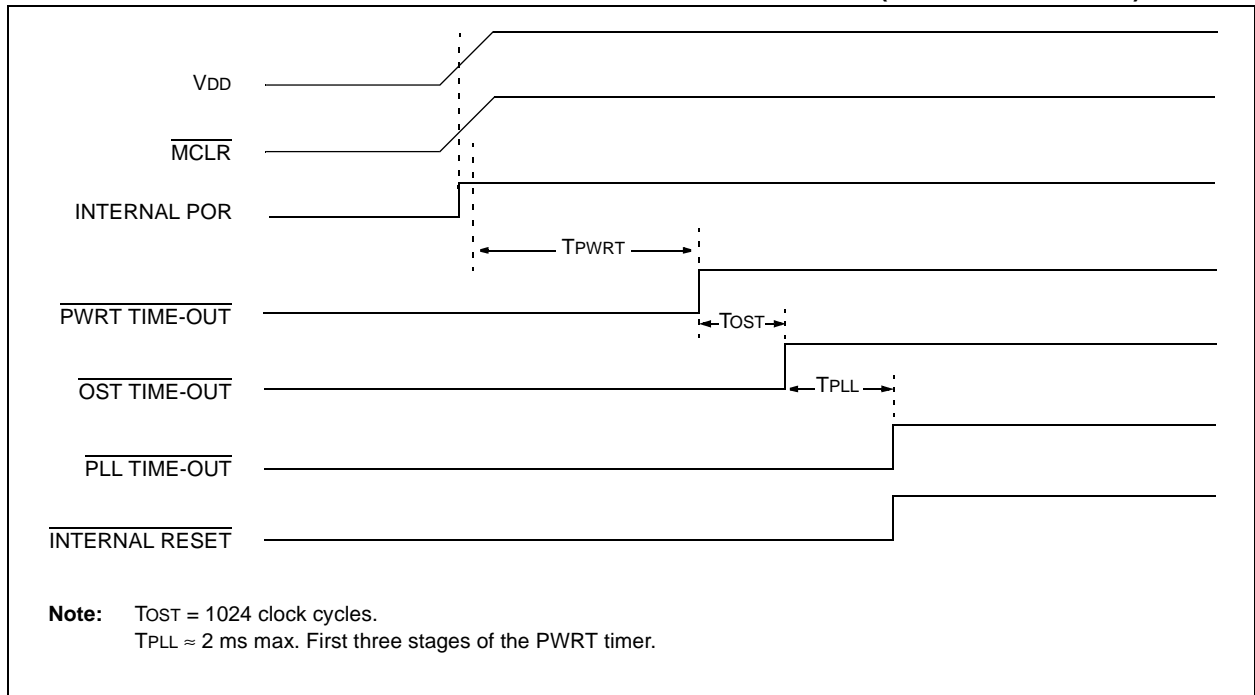 VDD
MCLR
INTERNAL POR
TPWRT
PWRT TIME-OUT
TOST
OST TIME-OUT
TPLL
PLL TIME-OUT
INTERNAL RESET
Note: TOST = 1024 clock cycles.
TPLL ≈ 2 ms max. First three stages of the PWRT timer.